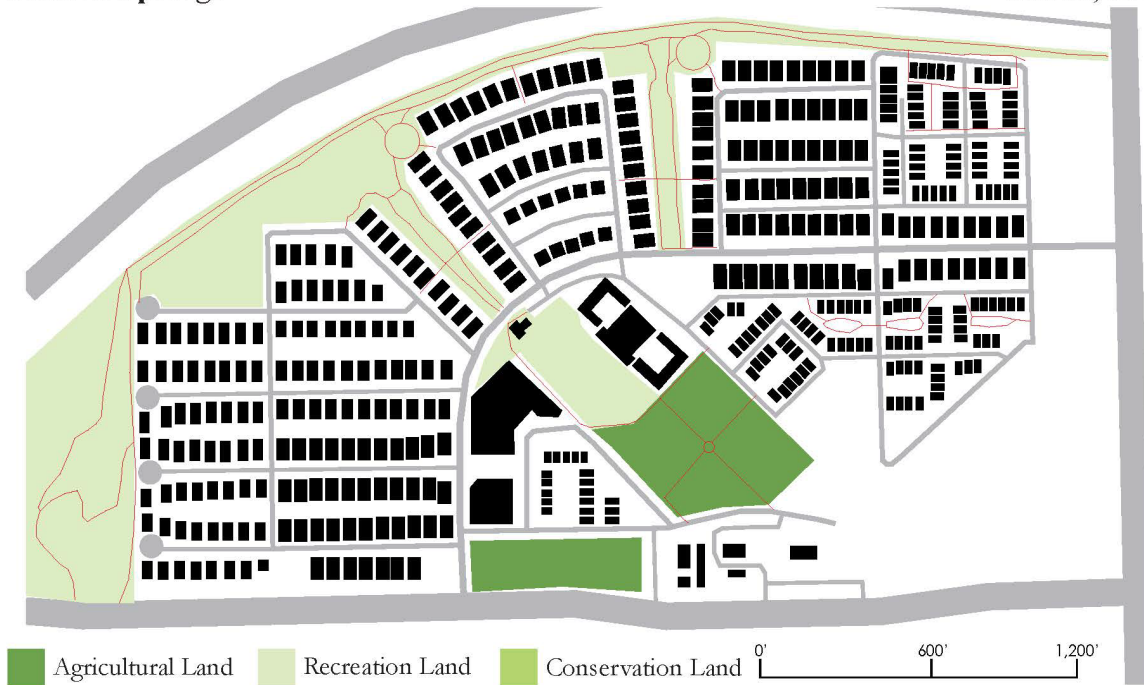 Agricultural Land
Recreation Land
Conservation Land
0'
600'
1,200'